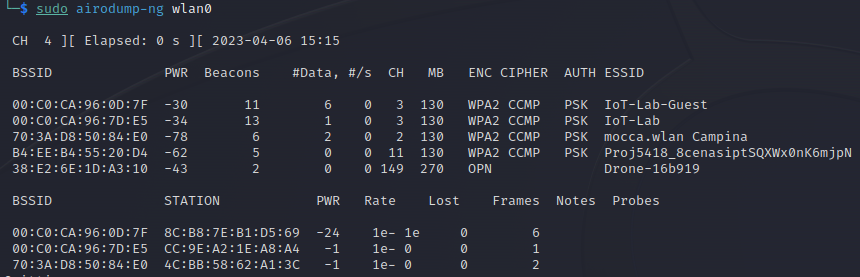 └─$ sudo airodump-ng wlan0
CH 4 ][ Elapsed: 0 s ][ 2023-04-06 15:15
BSSID PWR Beacons #Data, #/s CH MB ENC CIPHER AUTH ESSID
00:C0:CA:96:0D:7F -30 11 6 0 3 130 WPA2 CCMP PSK IoT-Lab-Guest
00:C0:CA:96:7D:E5 -34 13 1 0 3 130 WPA2 CCMP PSK IoT-Lab
70:3A:D8:50:84:E0 -78 6 2 0 2 130 WPA2 CCMP PSK mocca.wlan Campina
B4:EE:B4:55:20:D4 -62 5 0 0 11 130 WPA2 CCMP PSK Proj5418_8cenasiptSQXWx0nK6mjpN
38:E2:6E:1D:A3:10 -43 2 0 0 149 270 OPN Drone-16b919
BSSID STATION PWR Rate Lost Frames Notes Probes
00:C0:CA:96:0D:7F 8C:B8:7E:B1:D5:69 -24 1e- 1e 0 6
00:C0:CA:96:7D:E5 CC:9E:A2:1E:A8:A4 -1 1e- 0 0 1
70:3A:D8:50:84:E0 4C:BB:58:62:A1:3C -1 1e- 0 0 2